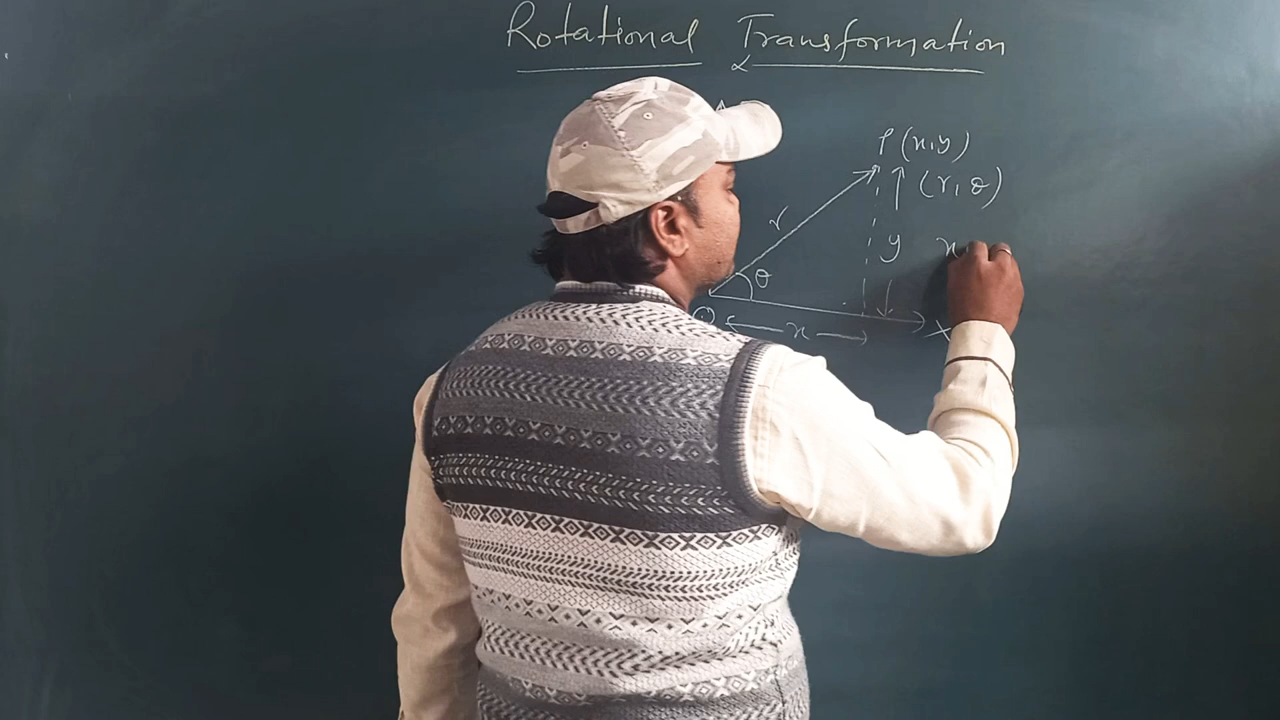 Rotational Transformation
P(x,y)
(r,θ)
r
y
x
θ
O
x
X